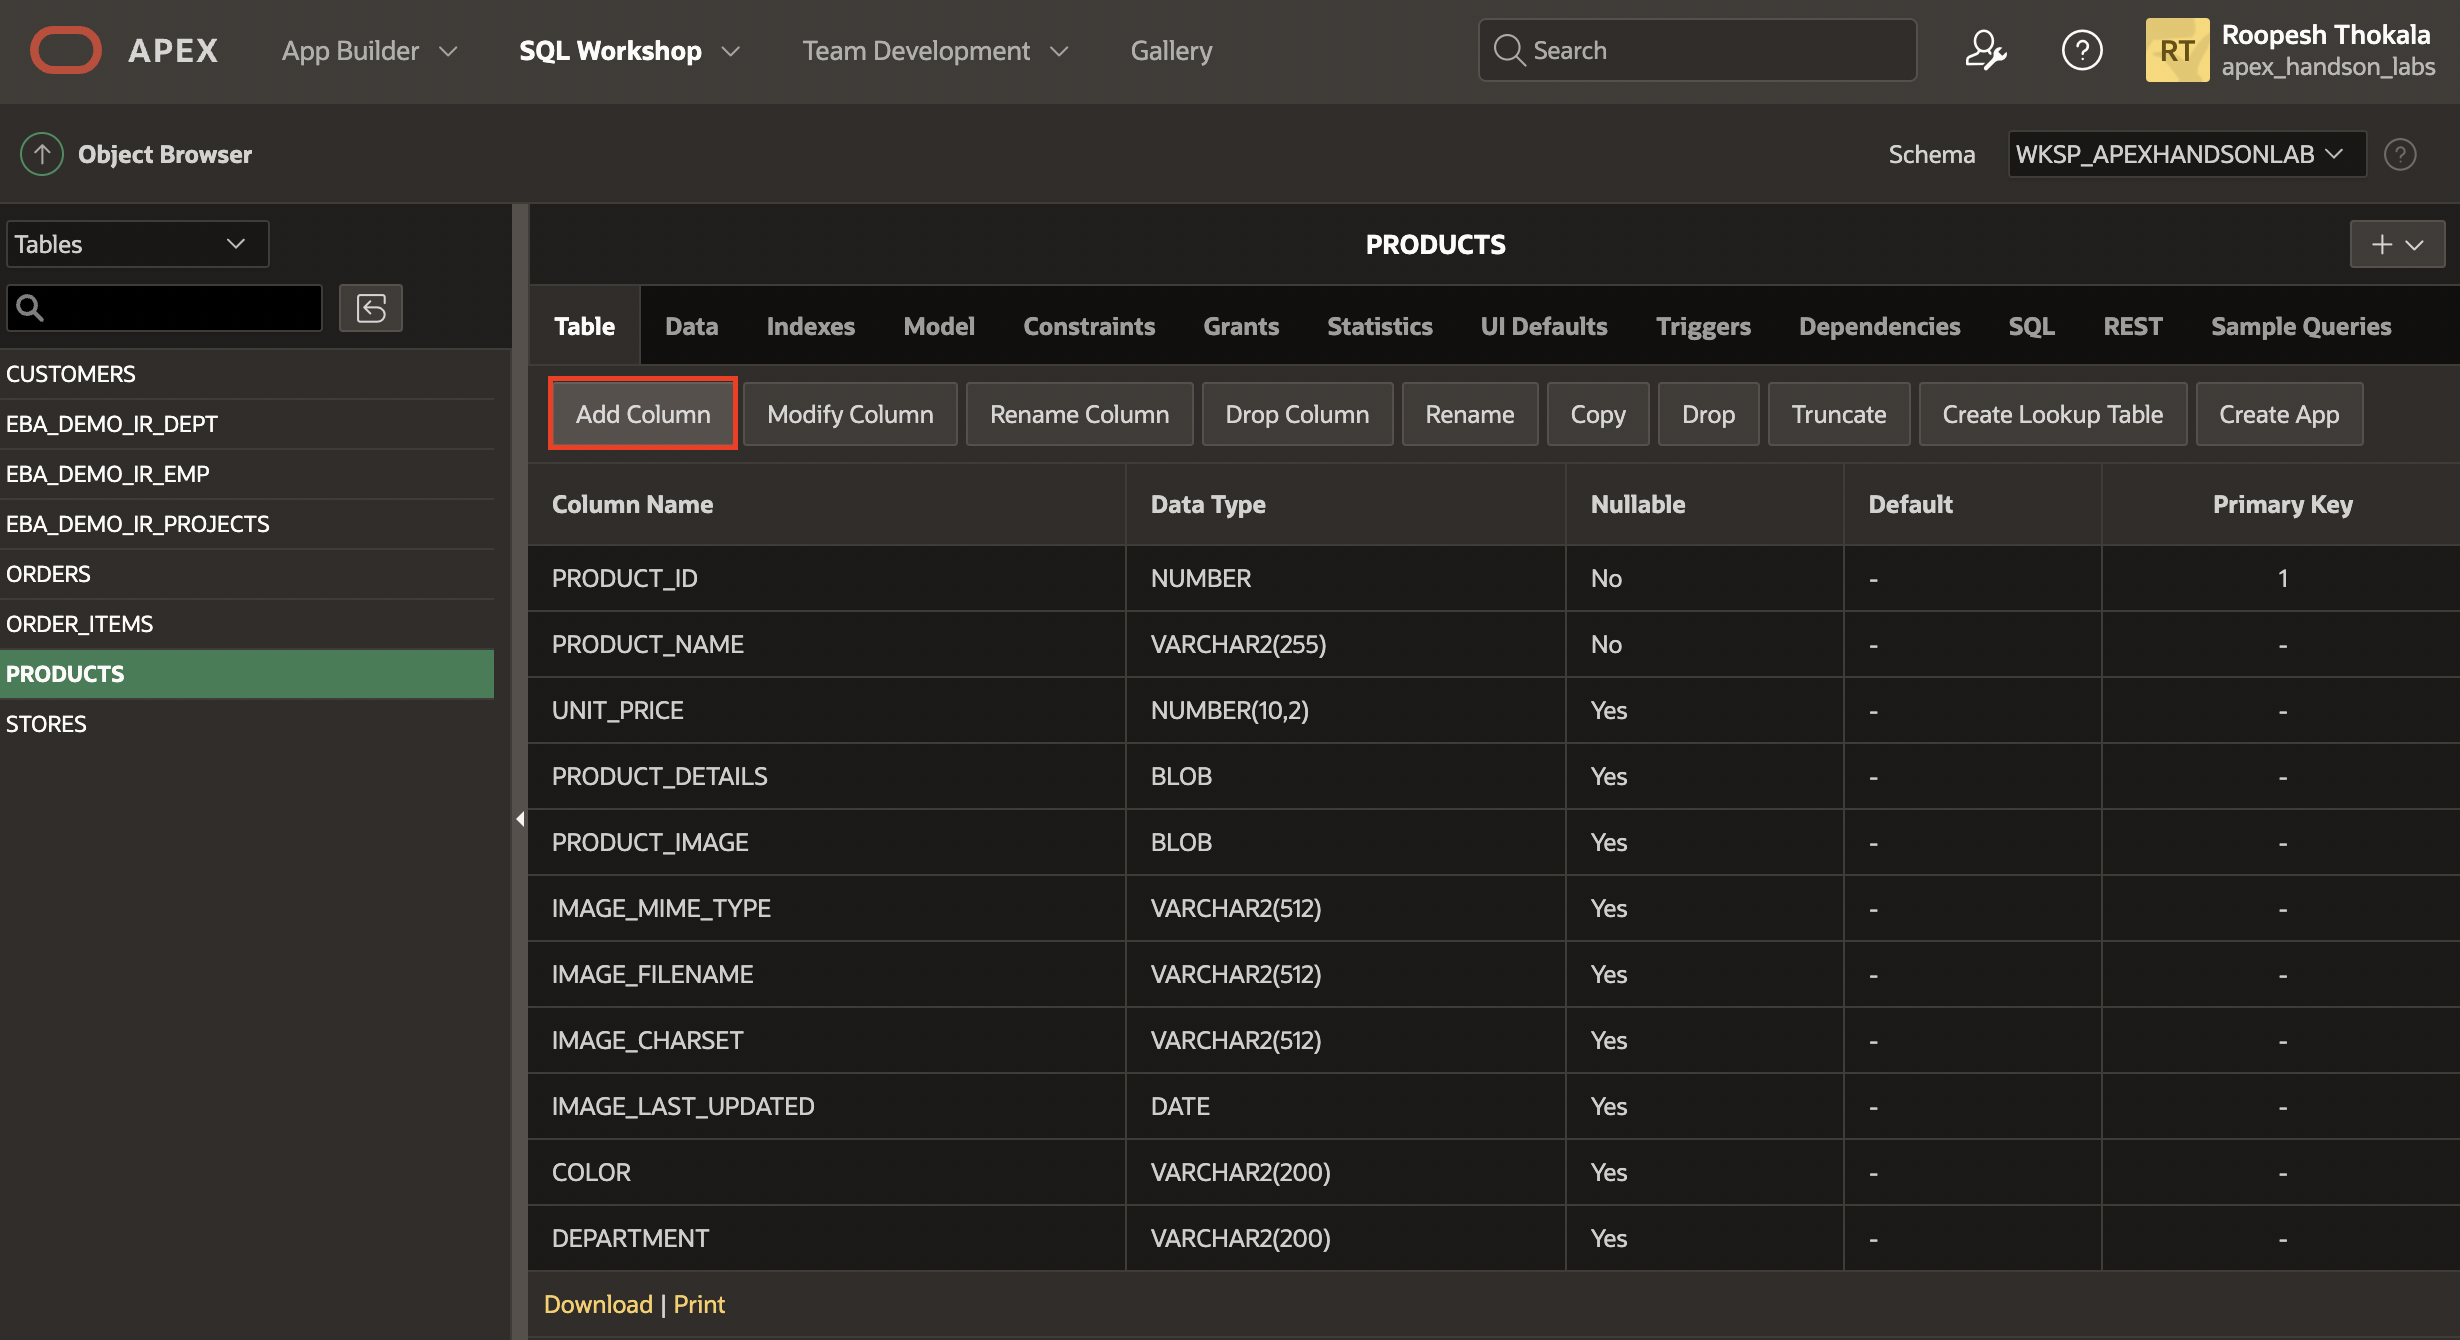 APEX App Builder SQL Workshop Team Development Gallery Search ? RT Roopesh Thokala
apex_handson_labs
Object Browser Schema WKSP_APEXHANDSONLAB ?
Tables
CUSTOMERS
EBA_DEMO_IR_DEPT
EBA_DEMO_IR_EMP
EBA_DEMO_IR_PROJECTS
ORDERS
ORDER_ITEMS
PRODUCTS
STORES
PRODUCTS
Table Data Indexes Model Constraints Grants Statistics UI Defaults Triggers Dependencies SQL REST Sample Queries
Add Column Modify Column Rename Column Drop Column Rename Copy Drop Truncate Create Lookup Table Create App
Column Name Data Type Nullable Default Primary Key
PRODUCT_ID NUMBER No - 1
PRODUCT_NAME VARCHAR2(255) No - -
UNIT_PRICE NUMBER(10,2) Yes - -
PRODUCT_DETAILS BLOB Yes - -
PRODUCT_IMAGE BLOB Yes - -
IMAGE_MIME_TYPE VARCHAR2(512) Yes - -
IMAGE_FILENAME VARCHAR2(512) Yes - -
IMAGE_CHARSET VARCHAR2(512) Yes - -
IMAGE_LAST_UPDATED DATE Yes - -
COLOR VARCHAR2(200) Yes - -
DEPARTMENT VARCHAR2(200) Yes - -
Download | Print